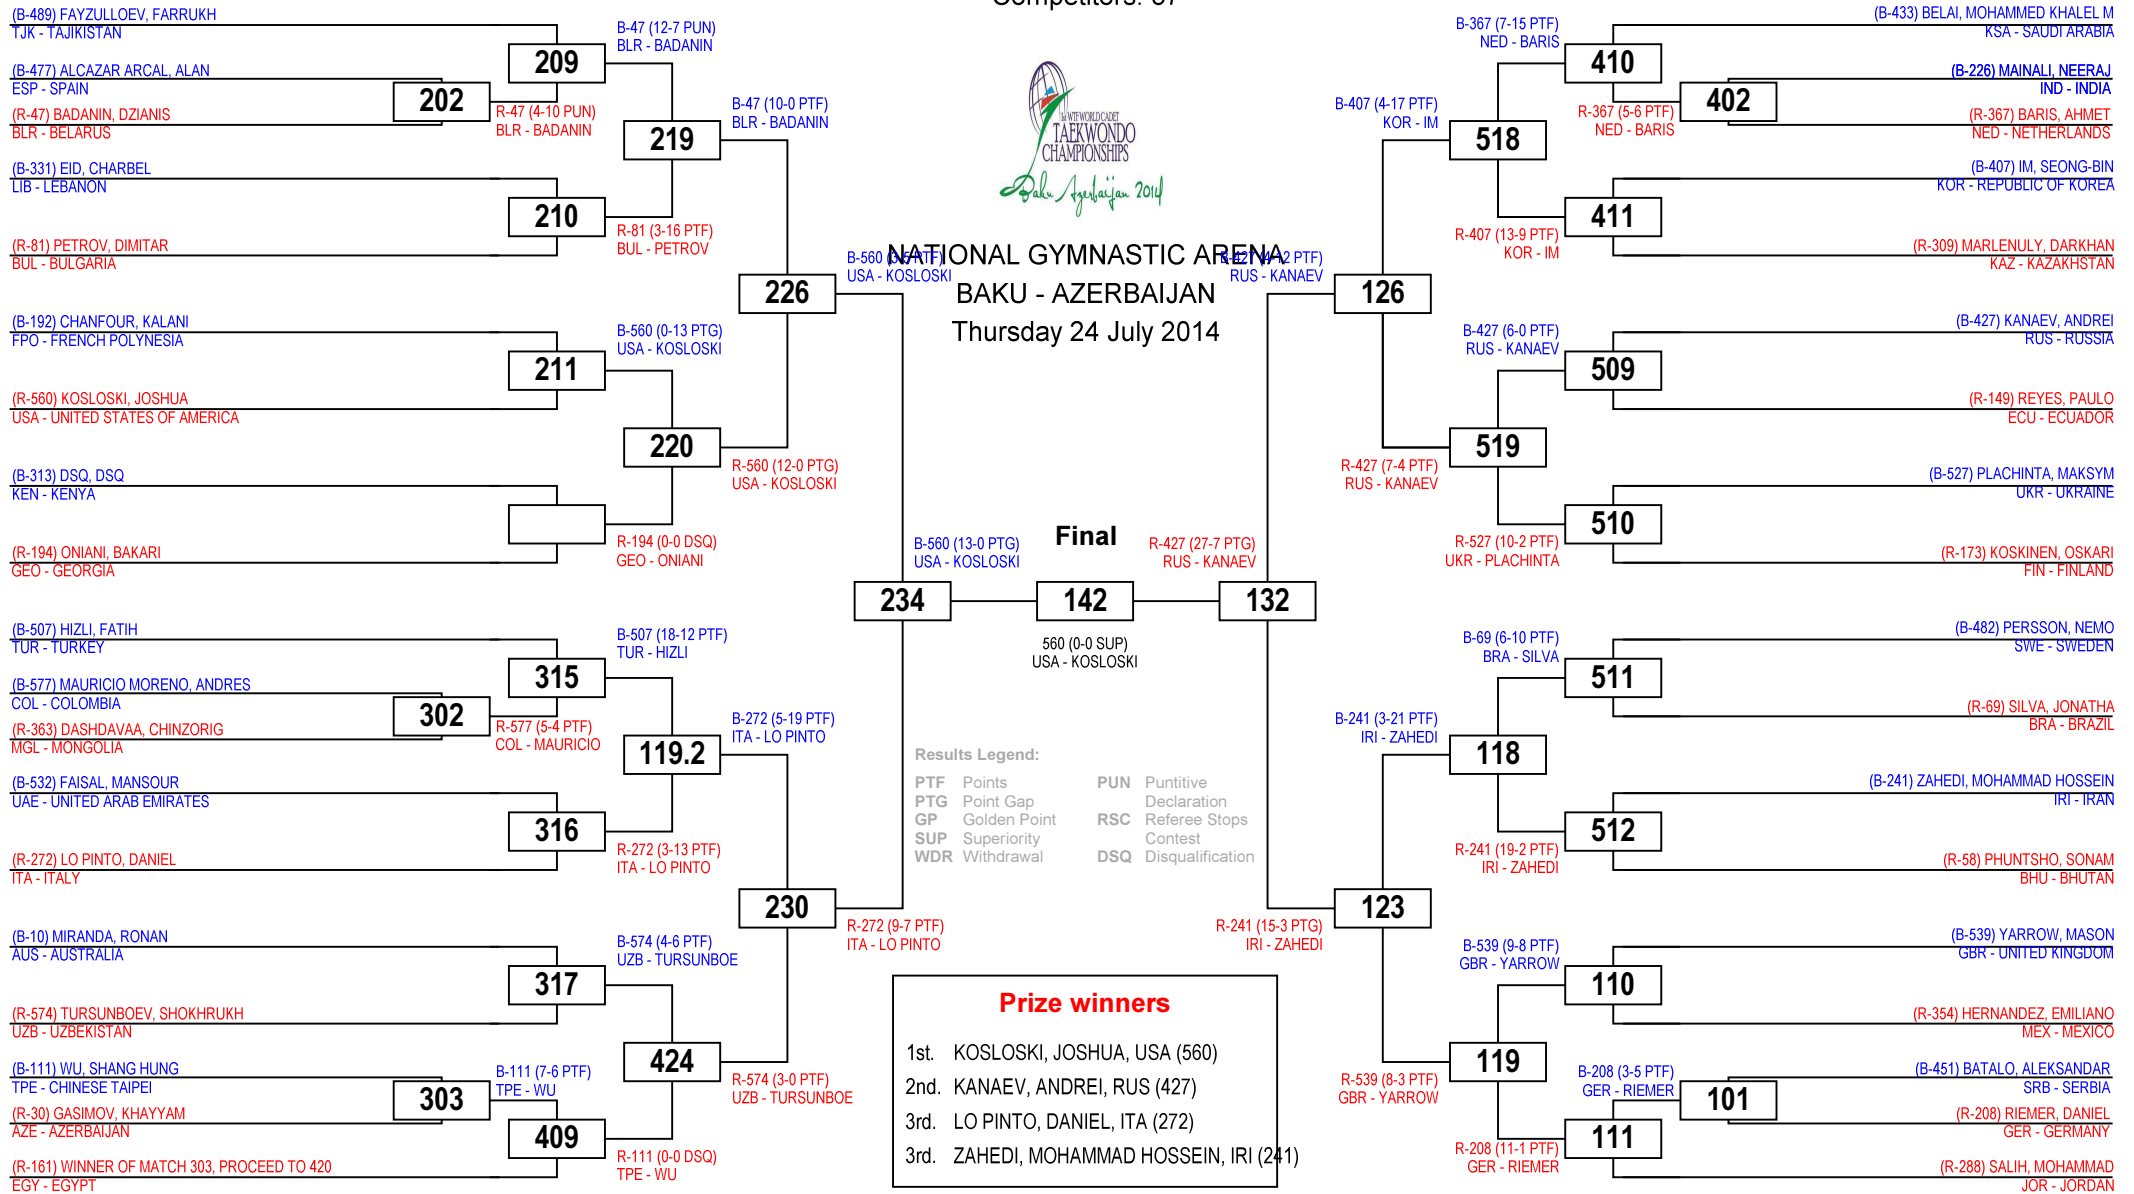 Competitors: 37
(B-489) FAYZULLOEV, FARRUKH
TJK - TAJIKISTAN
(B-477) ALCAZAR ARCAL, ALAN
ESP - SPAIN
(R-47) BADANIN, DZIANIS
BLR - BELARUS
(B-331) EID, CHARBEL
LIB - LEBANON
(R-81) PETROV, DIMITAR
BUL - BULGARIA
(B-192) CHANFOUR, KALANI
FPO - FRENCH POLYNESIA
(R-560) KOSLOSKI, JOSHUA
USA - UNITED STATES OF AMERICA
(B-313) DSQ, DSQ
KEN - KENYA
(R-194) ONIANI, BAKARI
GEO - GEORGIA
(B-507) HIZLI, FATIH
TUR - TURKEY
(B-577) MAURICIO MORENO, ANDRES
COL - COLOMBIA
(R-363) DASHDAVAA, CHINZORIG
MGL - MONGOLIA
(B-532) FAISAL, MANSOUR
UAE - UNITED ARAB EMIRATES
(R-272) LO PINTO, DANIEL
ITA - ITALY
(B-10) MIRANDA, RONAN
AUS - AUSTRALIA
(R-574) TURSUNBOEV, SHOKHRUKH
UZB - UZBEKISTAN
(B-111) WU, SHANG HUNG
TPE - CHINESE TAIPEI
(R-30) GASIMOV, KHAYYAM
AZE - AZERBAIJAN
(R-161) WINNER OF MATCH 303, PROCEED TO 420
EGY - EGYPT
202
302
303
R-47 (4-10 PUN)
BLR - BADANIN
R-577 (5-4 PTF)
COL - MAURICIO
B-111 (7-6 PTF)
TPE - WU
209
210
211
315
316
317
409
B-47 (12-7 PUN)
BLR - BADANIN
R-81 (3-16 PTF)
BUL - PETROV
B-560 (0-13 PTG)
USA - KOSLOSKI
R-194 (0-0 DSQ)
GEO - ONIANI
B-507 (18-12 PTF)
TUR - HIZLI
R-272 (3-13 PTF)
ITA - LO PINTO
B-574 (4-6 PTF)
UZB - TURSUNBOE
R-111 (0-0 DSQ)
TPE - WU
219
220
119.2
424
B-47 (10-0 PTF)
BLR - BADANIN
R-560 (12-0 PTG)
USA - KOSLOSKI
B-272 (5-19 PTF)
ITA - LO PINTO
R-574 (3-0 PTF)
UZB - TURSUNBOE
226
230
B-560 (3-5 PTF)
USA - KOSLOSKI
R-272 (9-7 PTF)
ITA - LO PINTO
234
B-560 (13-0 PTG)
USA - KOSLOSKI
1st WTF WORLD CADET
TAEKWONDO
CHAMPIONSHIPS
Baku Azerbaijan 2014
NATIONAL GYMNASTIC ARENA
BAKU - AZERBAIJAN
Thursday 24 July 2014
Final
142
560 (0-0 SUP)
USA - KOSLOSKI
Results Legend:
PTF Points
PTG Point Gap
GP Golden Point
SUP Superiority
WDR Withdrawal
PUN Puntitive
Declaration
RSC Referee Stops
Contest
DSQ Disqualification
Prize winners
1st. KOSLOSKI, JOSHUA, USA (560)
2nd. KANAEV, ANDREI, RUS (427)
3rd. LO PINTO, DANIEL, ITA (272)
3rd. ZAHEDI, MOHAMMAD HOSSEIN, IRI (241)
R-427 (27-7 PTG)
RUS - KANAEV
132
PTF)
RUS - KANAEV
R-241 (15-3 PTG)
IRI - ZAHEDI
126
123
B-407 (4-17 PTF)
KOR - IM
R-427 (7-4 PTF)
RUS - KANAEV
B-241 (3-21 PTF)
IRI - ZAHEDI
R-539 (8-3 PTF)
GBR - YARROW
518
519
118
119
B-367 (7-15 PTF)
NED - BARIS
R-407 (13-9 PTF)
KOR - IM
B-427 (6-0 PTF)
RUS - KANAEV
R-527 (10-2 PTF)
UKR - PLACHINTA
B-69 (6-10 PTF)
BRA - SILVA
R-241 (19-2 PTF)
IRI - ZAHEDI
B-539 (9-8 PTF)
GBR - YARROW
R-208 (11-1 PTF)
GER - RIEMER
410
411
509
510
511
512
110
111
R-367 (5-6 PTF)
NED - BARIS
B-208 (3-5 PTF)
GER - RIEMER
402
101
(B-433) BELAI, MOHAMMED KHALEL M
KSA - SAUDI ARABIA
(B-226) MAINALI, NEERAJ
IND - INDIA
(R-367) BARIS, AHMET
NED - NETHERLANDS
(B-407) IM, SEONG-BIN
KOR - REPUBLIC OF KOREA
(R-309) MARLENULY, DARKHAN
KAZ - KAZAKHSTAN
(B-427) KANAEV, ANDREI
RUS - RUSSIA
(R-149) REYES, PAULO
ECU - ECUADOR
(B-527) PLACHINTA, MAKSYM
UKR - UKRAINE
(R-173) KOSKINEN, OSKARI
FIN - FINLAND
(B-482) PERSSON, NEMO
SWE - SWEDEN
(R-69) SILVA, JONATHA
BRA - BRAZIL
(B-241) ZAHEDI, MOHAMMAD HOSSEIN
IRI - IRAN
(R-58) PHUNTSHO, SONAM
BHU - BHUTAN
(B-539) YARROW, MASON
GBR - UNITED KINGDOM
(R-354) HERNANDEZ, EMILIANO
MEX - MEXICO
(B-451) BATALO, ALEKSANDAR
SRB - SERBIA
(R-208) RIEMER, DANIEL
GER - GERMANY
(R-288) SALIH, MOHAMMAD
JOR - JORDAN